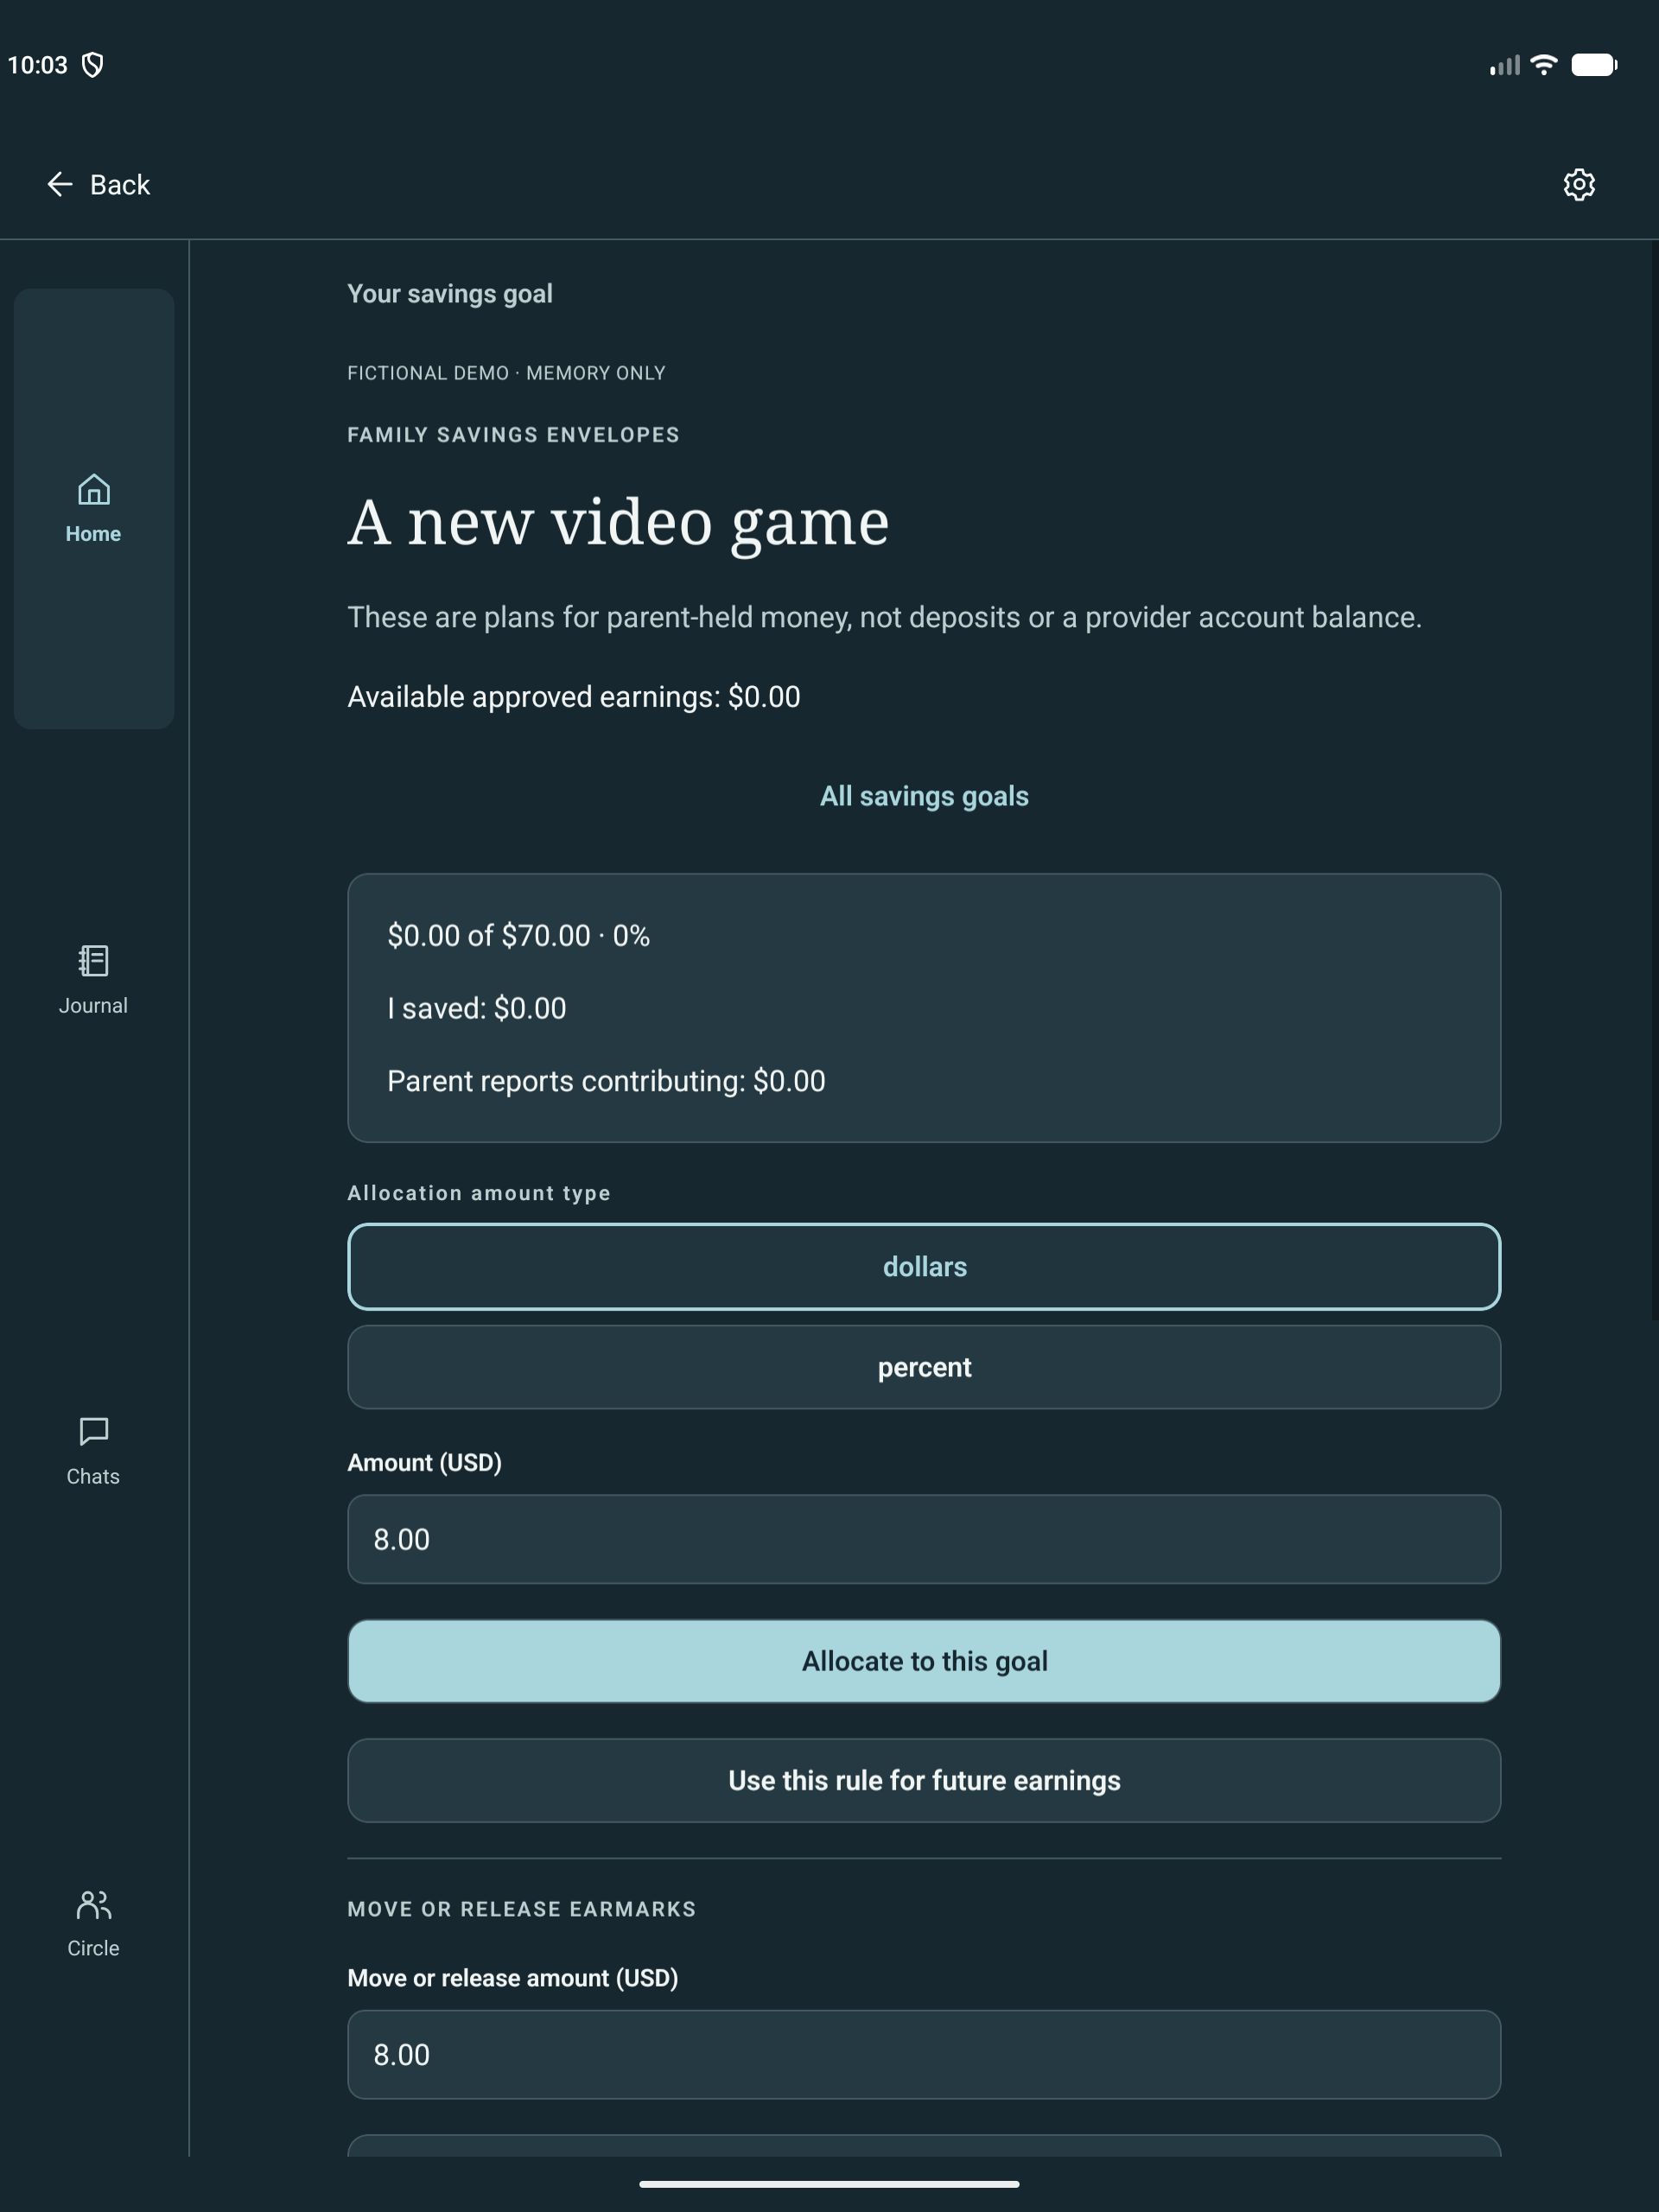 10:03
Back
Your savings goal
FICTIONAL DEMO · MEMORY ONLY
FAMILY SAVINGS ENVELOPES
A new video game
These are plans for parent-held money, not deposits or a provider account balance.
Available approved earnings: $0.00
All savings goals
$0.00 of $70.00 · 0%
I saved: $0.00
Parent reports contributing: $0.00
Allocation amount type
dollars
percent
Amount (USD)
8.00
Allocate to this goal
Use this rule for future earnings
MOVE OR RELEASE EARMARKS
Move or release amount (USD)
8.00
Home
Journal
Chats
Circle